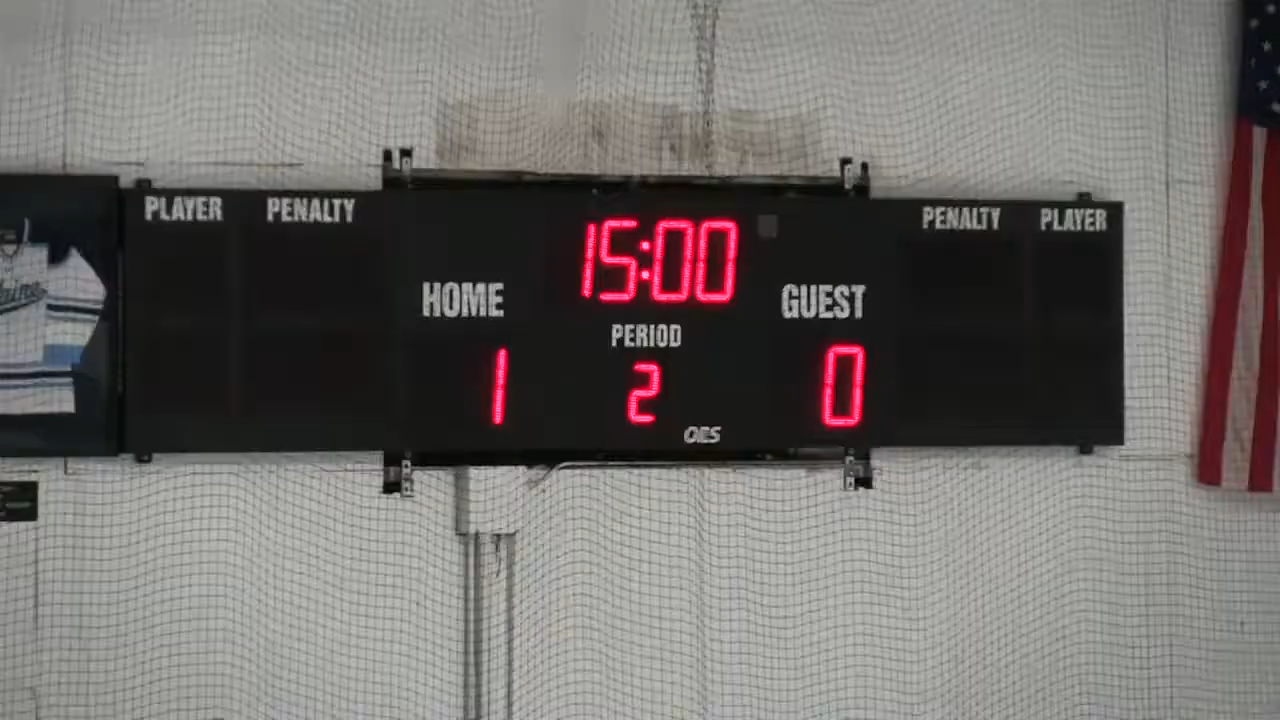 PLAYER PENALTY 15:00 PENALTY PLAYER
HOME GUEST
PERIOD
1 2 0
OES